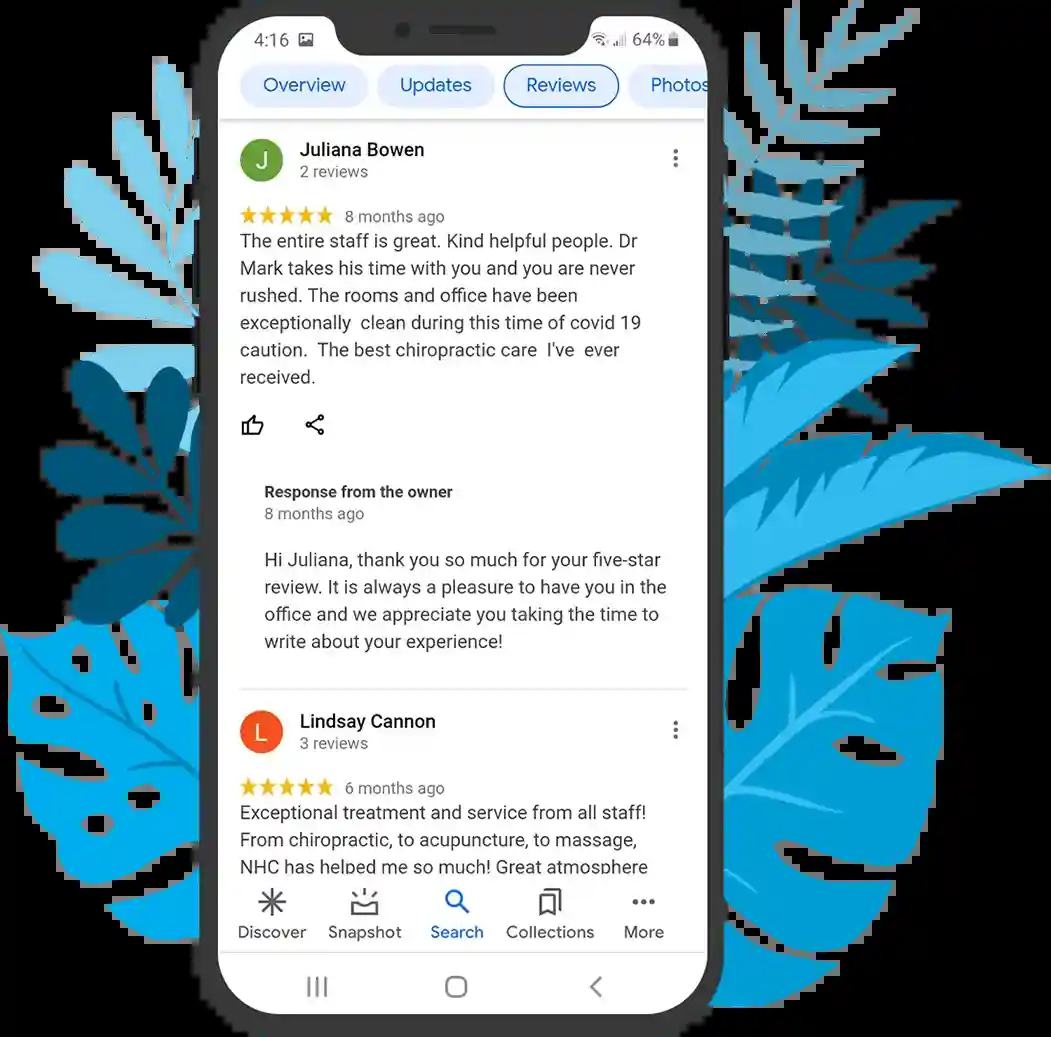 4:16 64%
Overview Updates Reviews Photos
J Juliana Bowen
2 reviews
8 months ago
The entire staff is great. Kind helpful people. Dr
Mark takes his time with you and you are never
rushed. The rooms and office have been
exceptionally  clean during this time of covid 19
caution.  The best chiropractic care  I've  ever
received.
Response from the owner
8 months ago
Hi Juliana, thank you so much for your five-star
review. It is always a pleasure to have you in the
office and we appreciate you taking the time to
write about your experience!
L Lindsay Cannon
3 reviews
6 months ago
Exceptional treatment and service from all staff!
From chiropractic, to acupuncture, to massage,
NHC has helped me so much! Great atmosphere
Discover Snapshot Search Collections More